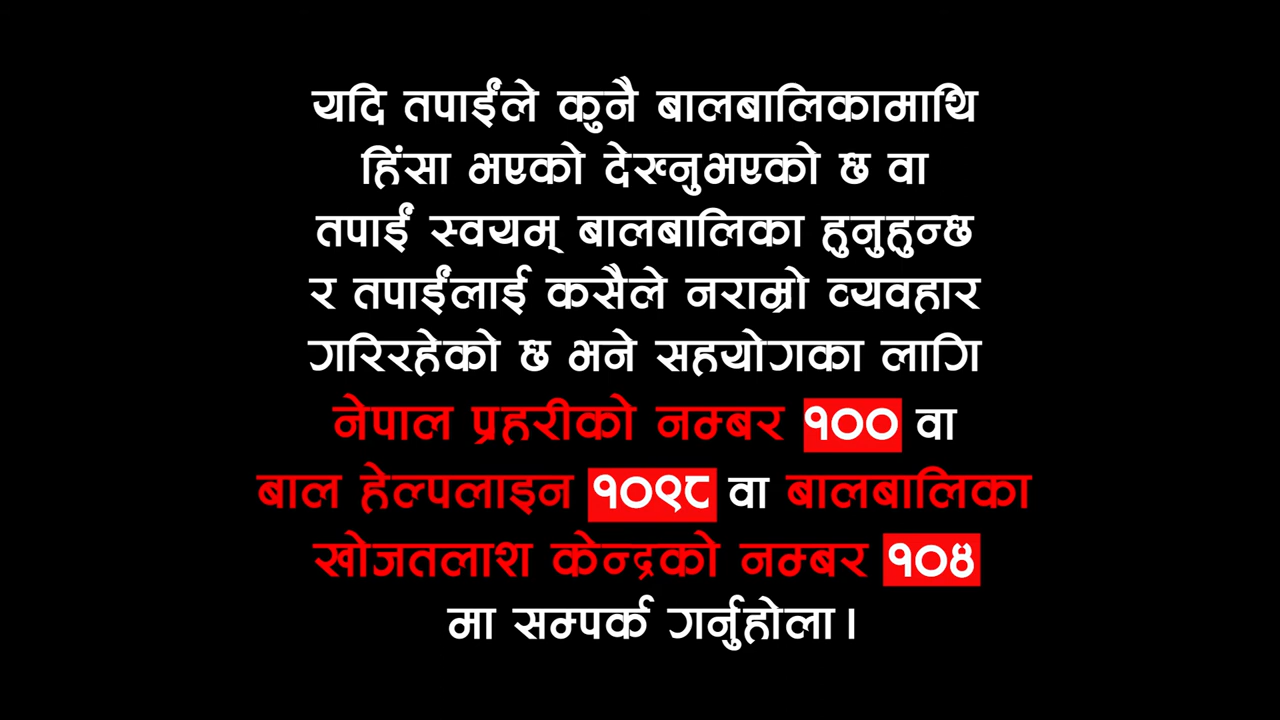 यदि तपाईंले कुनै बालबालिकामाथि
हिंसा भएको देख्नुभएको छ वा
तपाईं स्वयम् बालबालिका हुनुहुन्छ
र तपाईंलाई कसैले नराम्रो व्यवहार
गरिरहेको छ भने सहयोगका लागि
नेपाल प्रहरीको नम्बर १०० वा
बाल हेल्पलाइन १०९८ वा बालबालिका
खोजतलाश केन्द्रको नम्बर १०४
मा सम्पर्क गर्नुहोला।